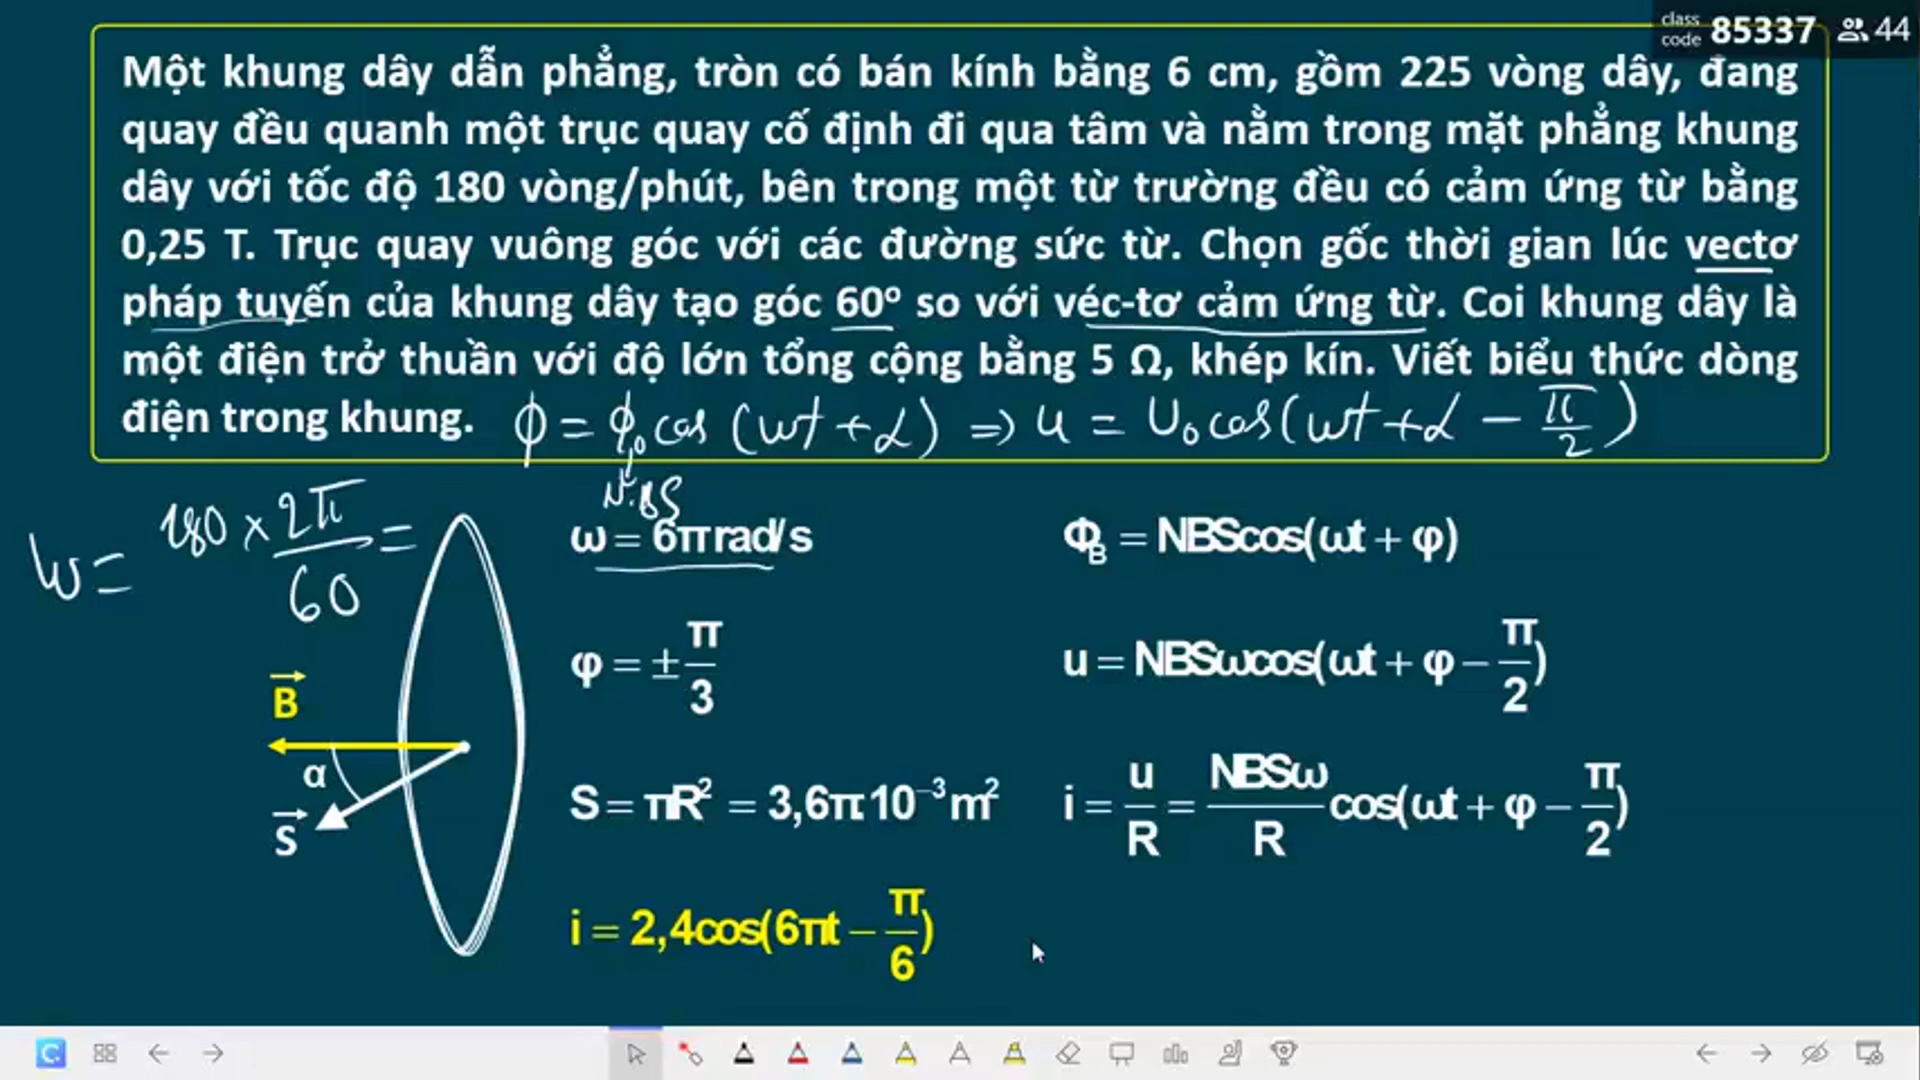 class code 85337 44
Một khung dây dẫn phẳng, tròn có bán kính bằng 6 cm, gồm 225 vòng dây, đang
quay đều quanh một trục quay cố định đi qua tâm và nằm trong mặt phẳng khung
dây với tốc độ 180 vòng/phút, bên trong một từ trường đều có cảm ứng từ bằng
0,25 T. Trục quay vuông góc với các đường sức từ. Chọn gốc thời gian lúc vectơ
pháp tuyến của khung dây tạo góc 60º so với véc-tơ cảm ứng từ. Coi khung dây là
một điện trở thuần với độ lớn tổng cộng bằng 5 Ω, khép kín. Viết biểu thức dòng
điện trong khung. ϕ = ϕ₀ cos (ωt + α) => u = U₀ cos(ωt + α − π/2)
N.BS
ω = 180 × 2π/60 =
ω = 6π rad/s
Φ_B = NBScos(ωt + φ)
φ = ± π/3
u = NBSωcos(ωt + φ − π/2)
B
α
S
S = πR² = 3,6π.10⁻³ m²
i = u/R = NBSω/R cos(ωt + φ − π/2)
i = 2,4cos(6πt − π/6)